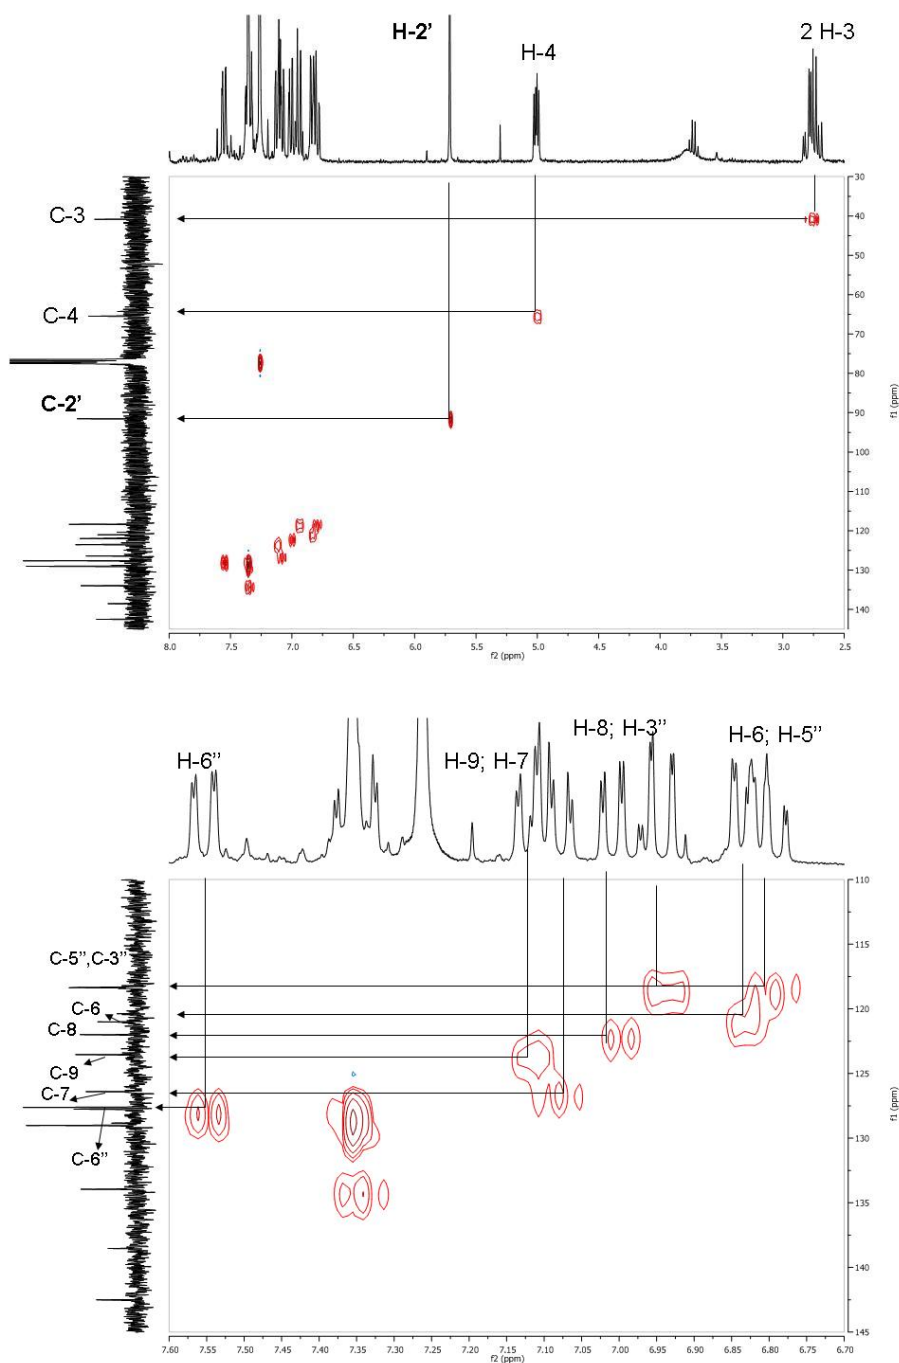 H-2’
H-4
2 H-3
C-3
C-4
C-2’
30
40
50
60
70
80
90
100
110
120
130
140
f1 (ppm)
8.0 7.5 7.0 6.5 6.0 5.5 5.0 4.5 4.0 3.5 3.0 2.5
f2 (ppm)
H-6’’
H-9; H-7
H-8; H-3’’
H-6; H-5’’
C-5’’,C-3’’
C-6
C-8
C-9
C-7
C-6’’
110
115
120
125
130
135
140
145
f1 (ppm)
7.60 7.55 7.50 7.45 7.40 7.35 7.30 7.25 7.20 7.15 7.10 7.05 7.00 6.95 6.90 6.85 6.80 6.75 6.70
f2 (ppm)